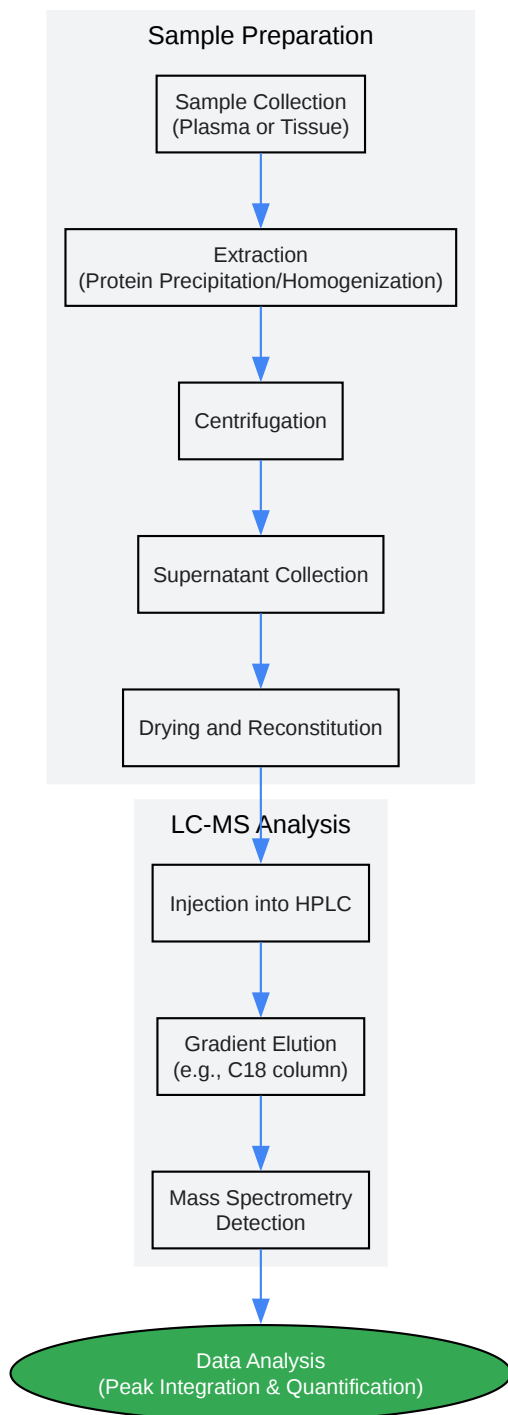 Sample Preparation
Sample Collection
(Plasma or Tissue)
Extraction
(Protein Precipitation/Homogenization)
Centrifugation
Supernatant Collection
Drying and Reconstitution
LC-MS Analysis
Injection into HPLC
Gradient Elution
(e.g., C18 column)
Mass Spectrometry
Detection
Data Analysis
(Peak Integration & Quantification)